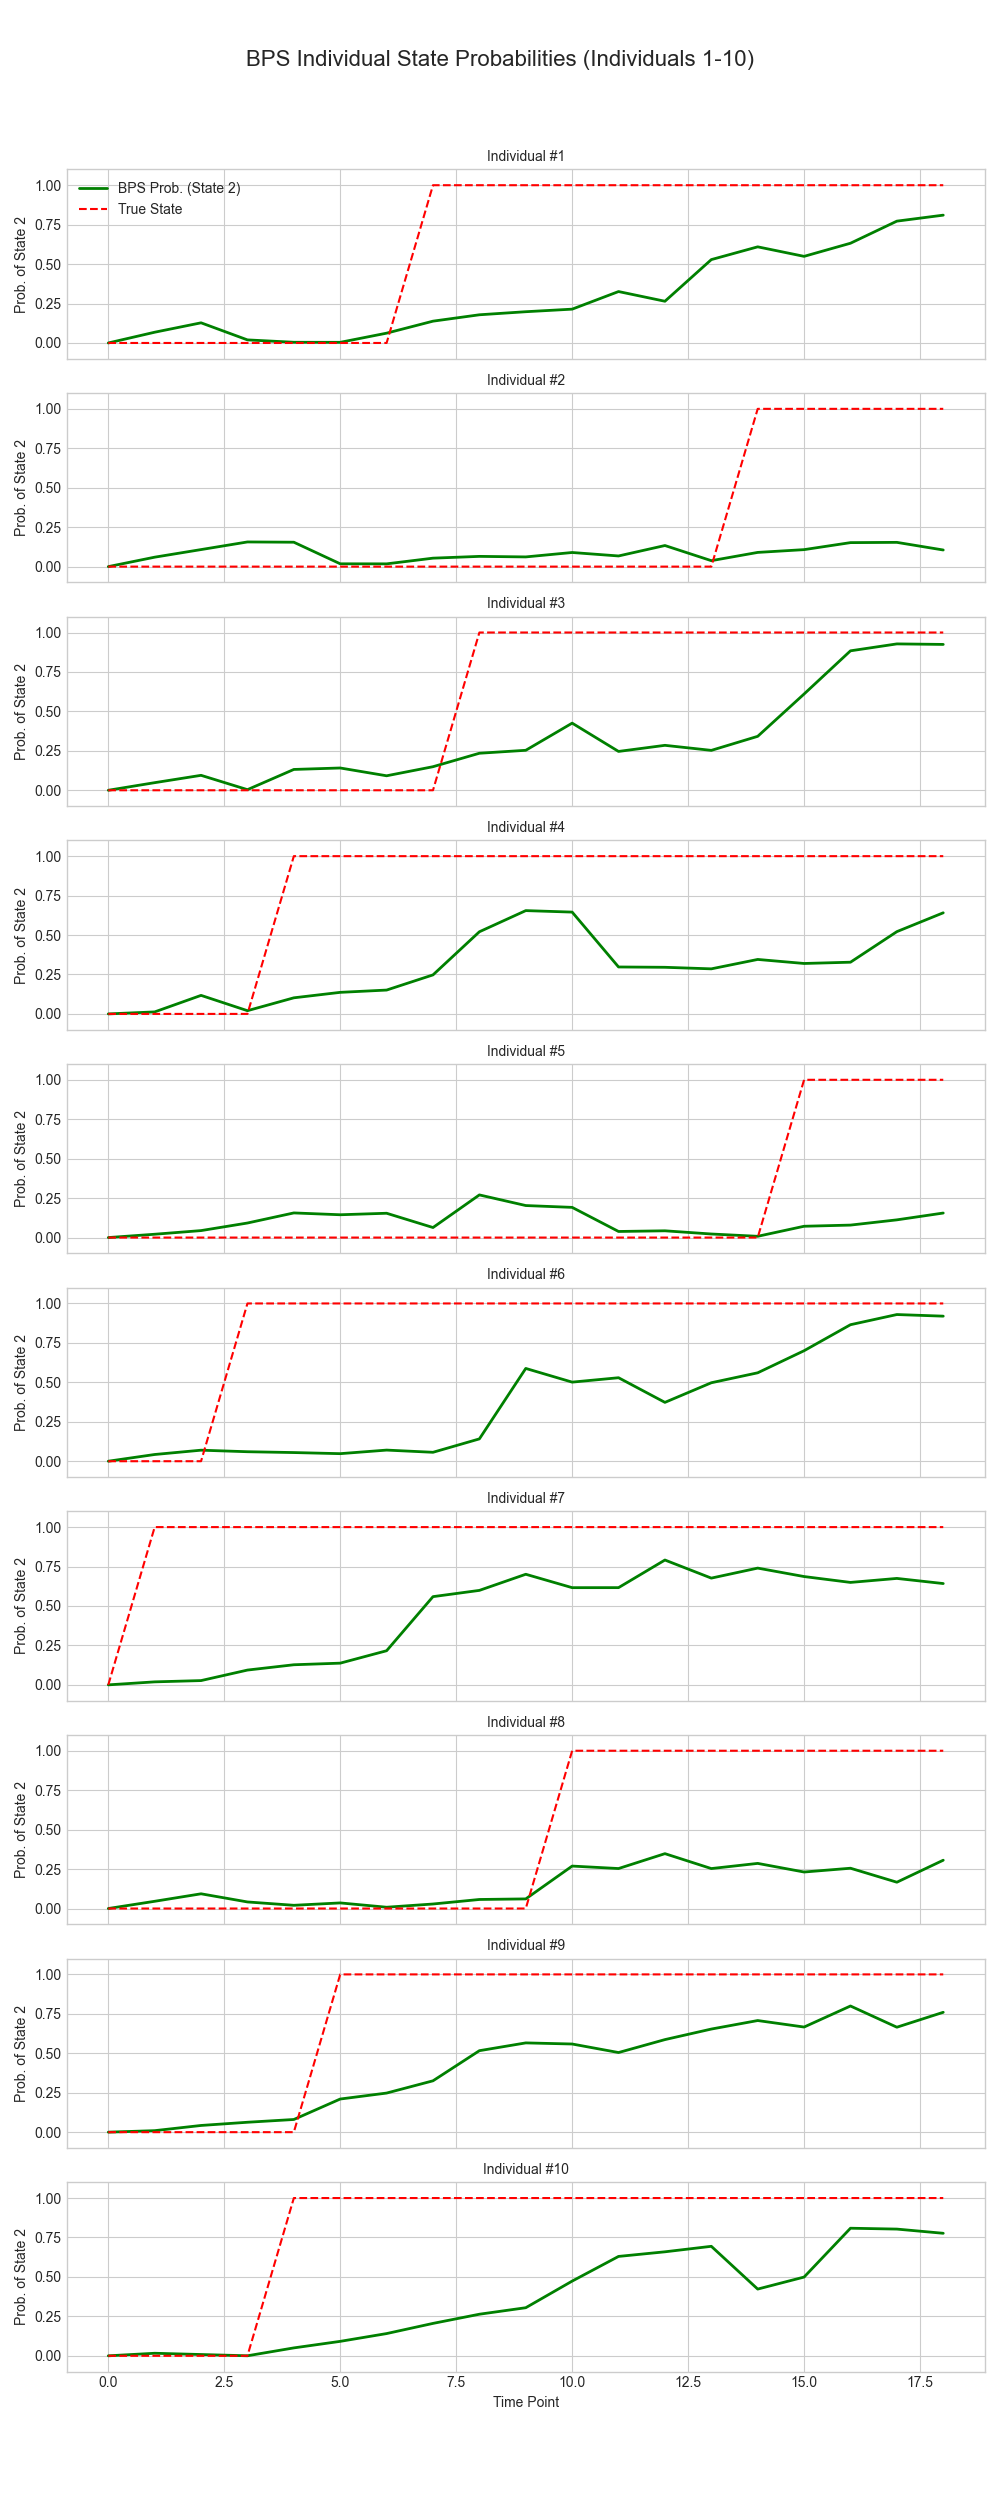 BPS Individual State Probabilities (Individuals 1-10)
Individual #1
BPS Prob. (State 2)
True State
1.00
0.75
0.50
0.25
0.00
Prob. of State 2
Individual #2
1.00
0.75
0.50
0.25
0.00
Prob. of State 2
Individual #3
1.00
0.75
0.50
0.25
0.00
Prob. of State 2
Individual #4
1.00
0.75
0.50
0.25
0.00
Prob. of State 2
Individual #5
1.00
0.75
0.50
0.25
0.00
Prob. of State 2
Individual #6
1.00
0.75
0.50
0.25
0.00
Prob. of State 2
Individual #7
1.00
0.75
0.50
0.25
0.00
Prob. of State 2
Individual #8
1.00
0.75
0.50
0.25
0.00
Prob. of State 2
Individual #9
1.00
0.75
0.50
0.25
0.00
Prob. of State 2
Individual #10
1.00
0.75
0.50
0.25
0.00
Prob. of State 2
0.0 2.5 5.0 7.5 10.0 12.5 15.0 17.5
Time Point